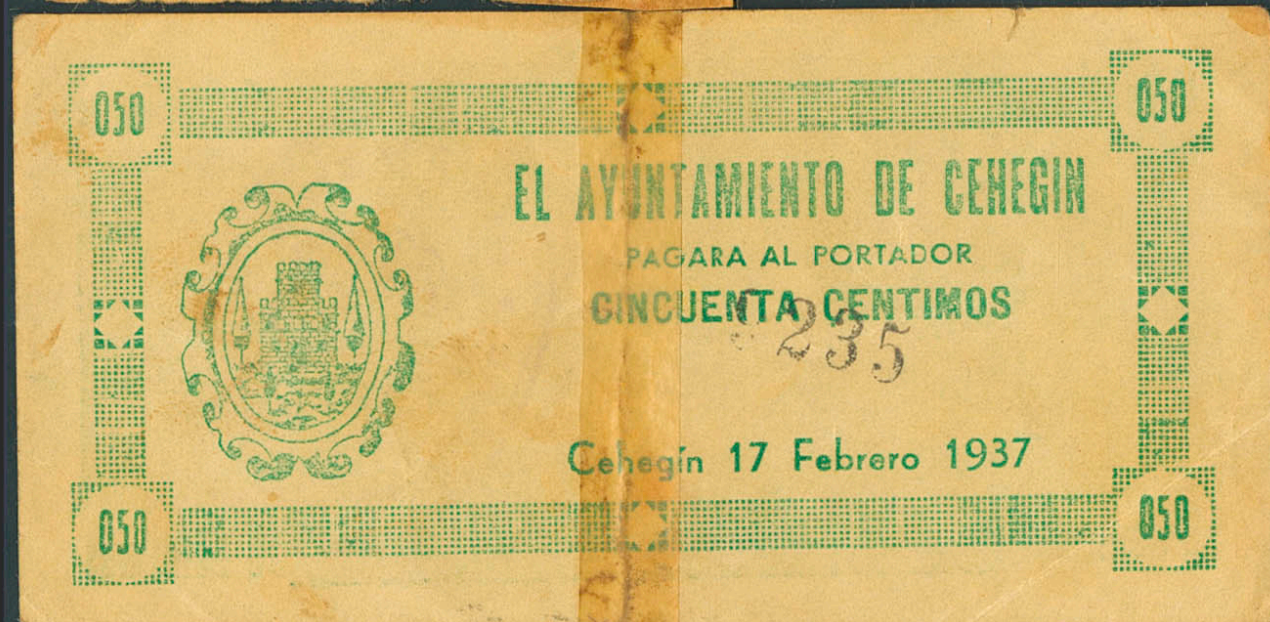 050 050
EL AYUNTAMIENTO DE CEHEGIN
PAGARA AL PORTADOR
CINCUENTA CENTIMOS
235
Cehegín 17 Febrero 1937
050 050